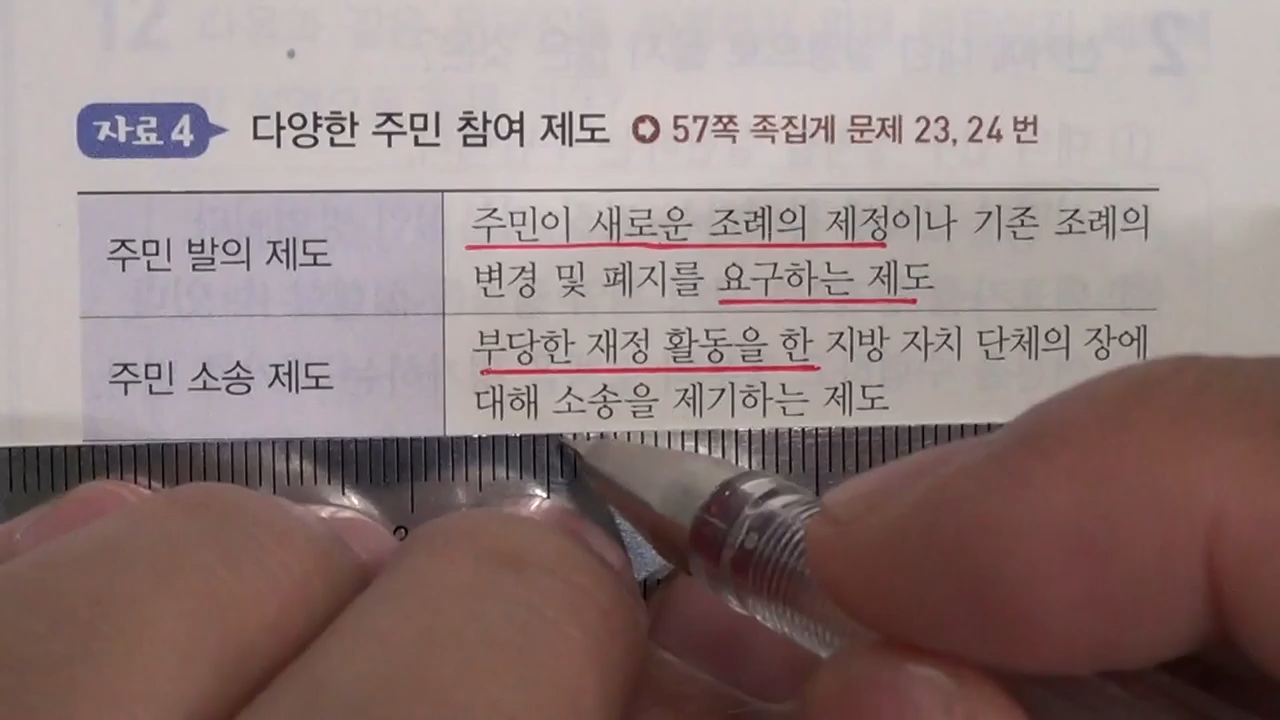 자료 4 다양한 주민 참여 제도 57쪽 족집게 문제 23, 24 번
주민 발의 제도
주민이 새로운 조례의 제정이나 기존 조례의
변경 및 폐지를 요구하는 제도
주민 소송 제도
부당한 재정 활동을 한 지방 자치 단체의 장에
대해 소송을 제기하는 제도